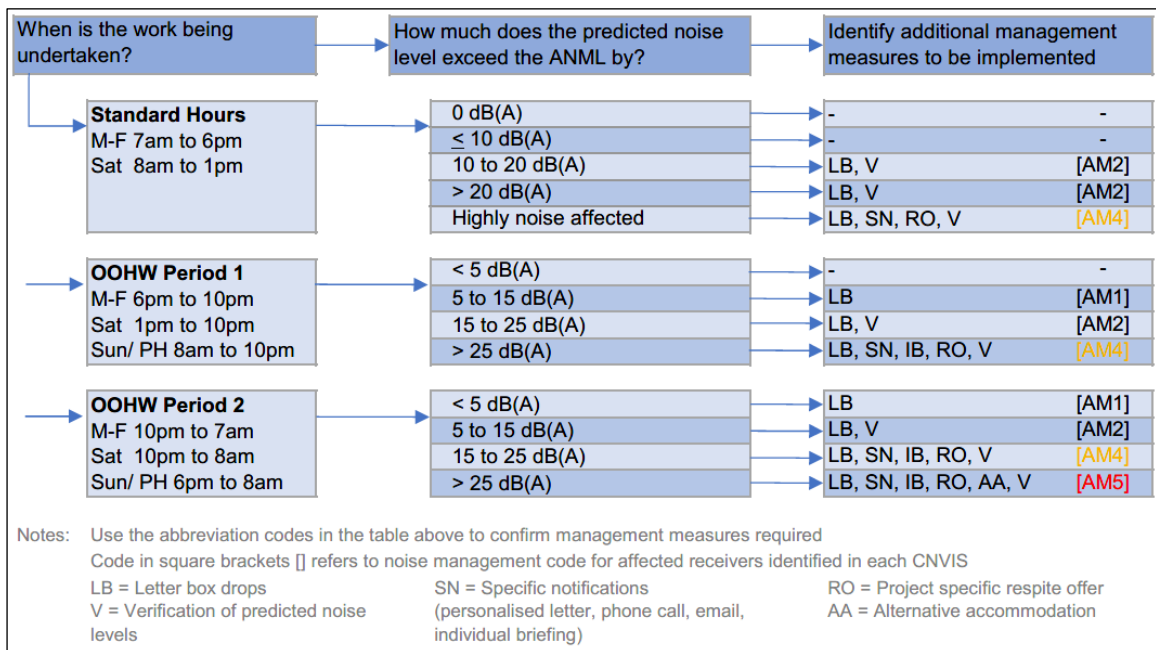 When is the work being
undertaken?
How much does the predicted noise
level exceed the ANML by?
Identify additional management
measures to be implemented
Standard Hours
M-F 7am to 6pm
Sat 8am to 1pm
0 dB(A) - -
≤ 10 dB(A) - -
10 to 20 dB(A) LB, V [AM2]
> 20 dB(A) LB, V [AM2]
Highly noise affected LB, SN, RO, V [AM4]
OOHW Period 1
M-F 6pm to 10pm
Sat 1pm to 10pm
Sun/ PH 8am to 10pm
< 5 dB(A) - -
5 to 15 dB(A) LB [AM1]
15 to 25 dB(A) LB, V [AM2]
> 25 dB(A) LB, SN, IB, RO, V [AM4]
OOHW Period 2
M-F 10pm to 7am
Sat 10pm to 8am
Sun/ PH 6pm to 8am
< 5 dB(A) LB [AM1]
5 to 15 dB(A) LB, V [AM2]
15 to 25 dB(A) LB, SN, IB, RO, V [AM4]
> 25 dB(A) LB, SN, IB, RO, AA, V [AM5]
Notes: Use the abbreviation codes in the table above to confirm management measures required
Code in square brackets [] refers to noise management code for affected receivers identified in each CNVIS
LB = Letter box drops
V = Verification of predicted noise
levels
SN = Specific notifications
(personalised letter, phone call, email,
individual briefing)
RO = Project specific respite offer
AA = Alternative accommodation